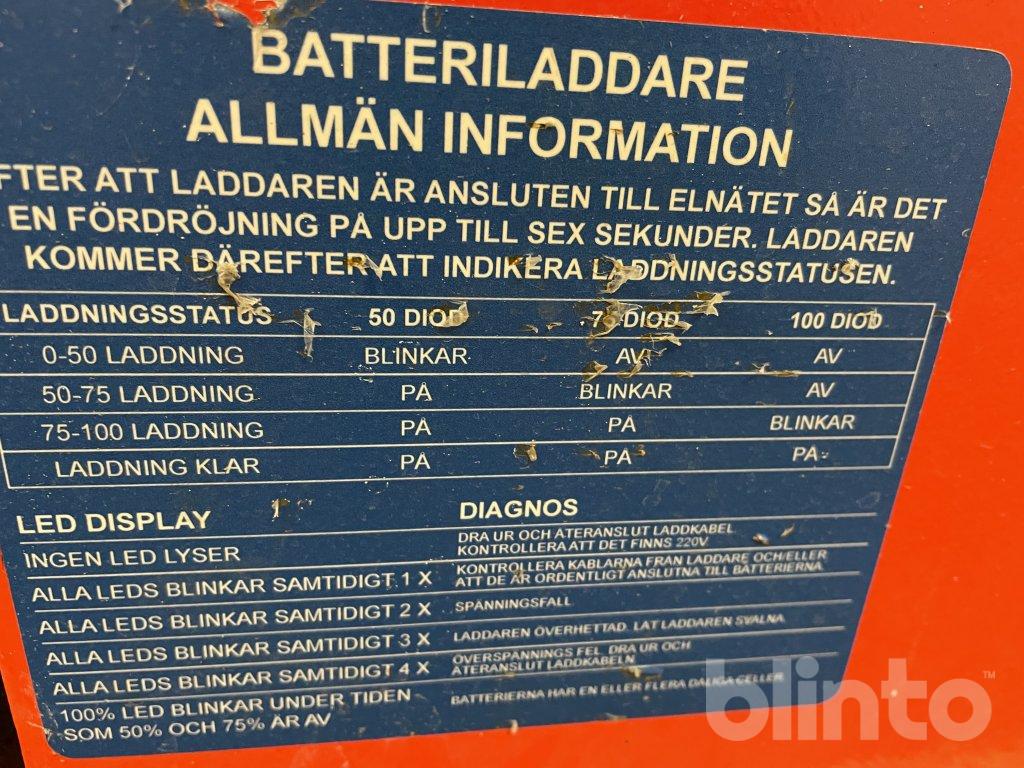 BATTERILADDARE
ALLMÄN INFORMATION
FTER ATT LADDAREN ÄR ANSLUTEN TILL ELNÄTET SÅ ÄR DET
EN FÖRDRÖJNING PÅ UPP TILL SEX SEKUNDER. LADDAREN
KOMMER DÄREFTER ATT INDIKERA LADDNINGSSTATUSEN.
LADDNINGSSTATUS 50 DIOD 75 DIOD 100 DIOD
0-50 LADDNING BLINKAR AV AV
50-75 LADDNING PÅ BLINKAR AV
75-100 LADDNING PÅ PÅ BLINKAR
LADDNING KLAR PÅ PÅ PÅ
LED DISPLAY DIAGNOS
INGEN LED LYSER DRA UR OCH ÅTERANSLUT LADDKABEL
KONTROLLERA ATT DET FINNS 220V
ALLA LEDS BLINKAR SAMTIDIGT 1 X KONTROLLERA KABLARNA FRÅN LADDARE OCH/ELLER
ATT DE ÄR ORDENTLIGT ANSLUTNA TILL BATTERIERNA
ALLA LEDS BLINKAR SAMTIDIGT 2 X SPÄNNINGSFALL
ALLA LEDS BLINKAR SAMTIDIGT 3 X LADDAREN ÖVERHETTAD. LÅT LADDAREN SVALNA
ALLA LEDS BLINKAR SAMTIDIGT 4 X ÖVERSPANNINGS FEL. DRA UR OCH
ÅTERANSLUT LADDKABELN
100% LED BLINKAR UNDER TIDEN
SOM 50% OCH 75% ÄR AV BATTERIERNA HAR EN ELLER FLERA DÅLIGA CELLER
blinto™